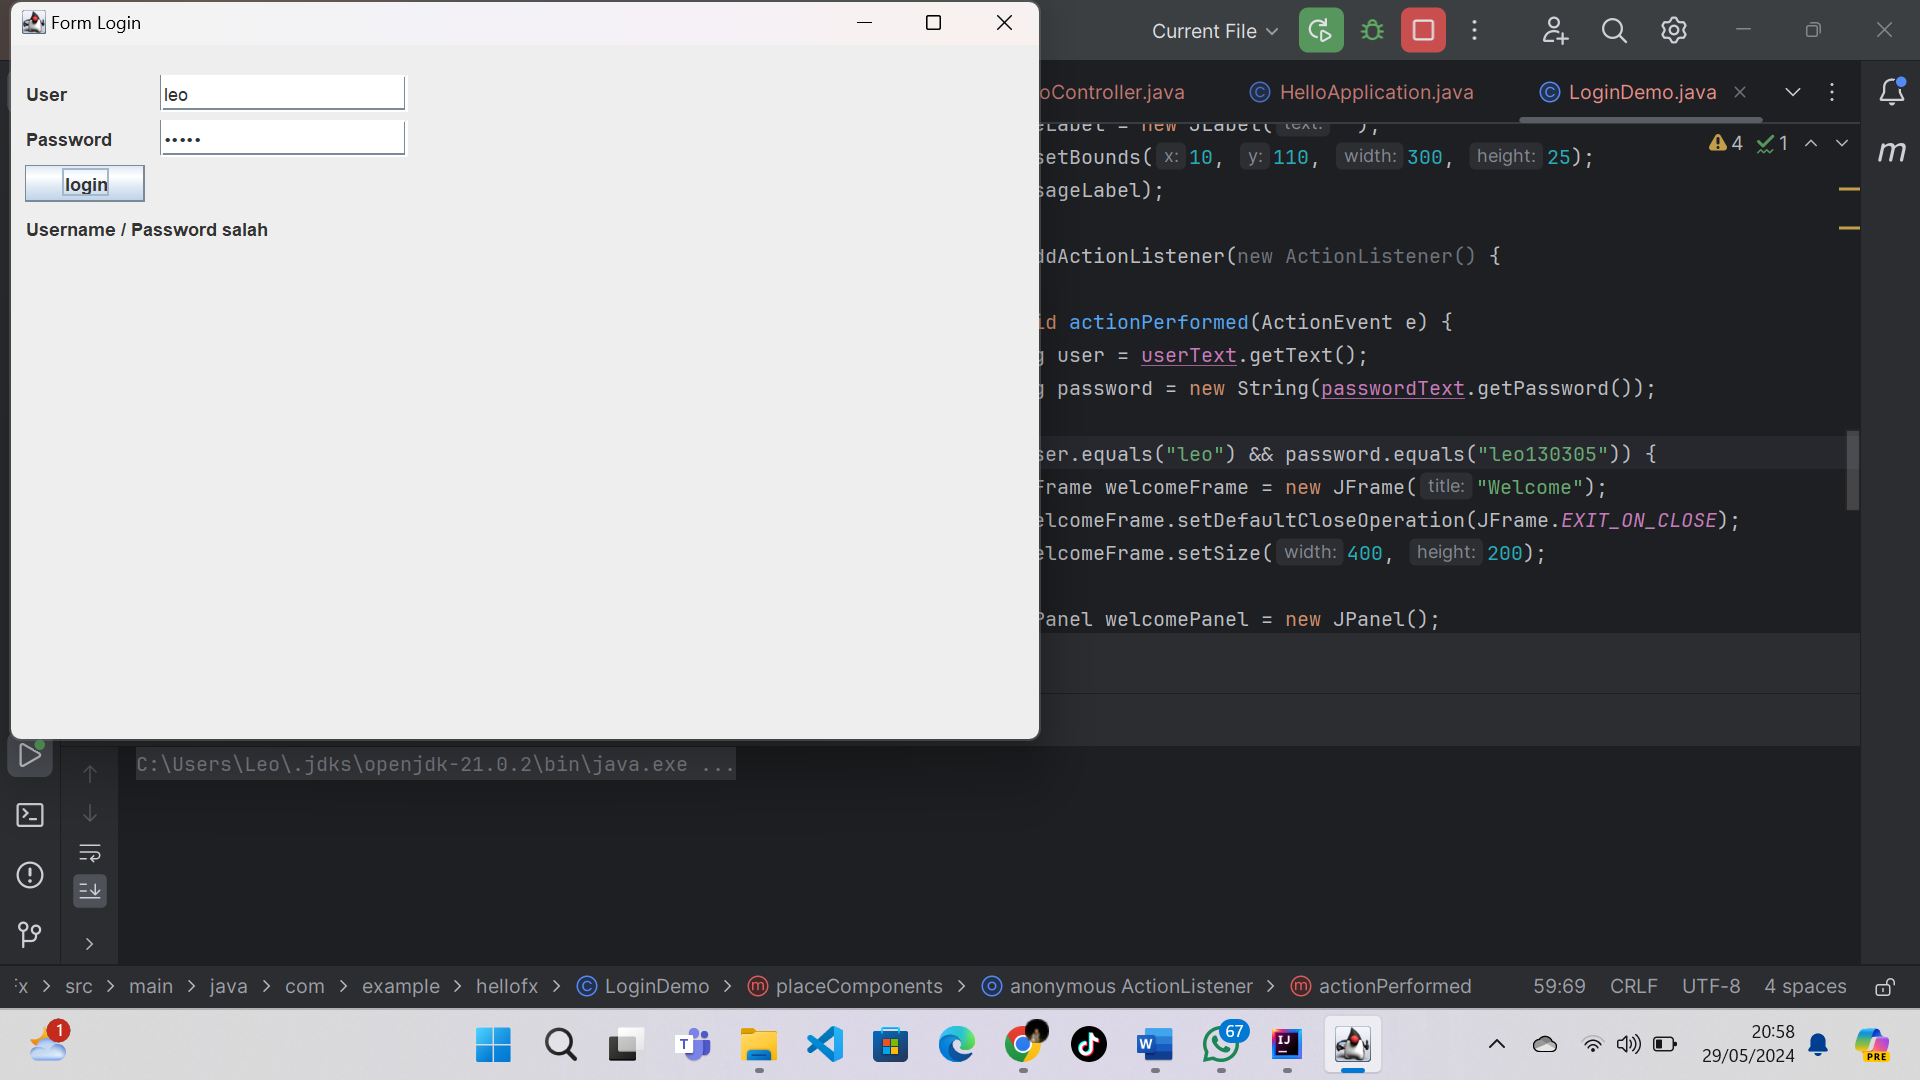 Form Login
User
leo
Password
•••••
login
Username / Password salah
Current File
oController.java
HelloApplication.java
LoginDemo.java
eLabel = new JLabel( text: " ");
setBounds( x: 10, y: 110, width: 300, height: 25);
sageLabel);
4
1
ddActionListener(new ActionListener() {
id actionPerformed(ActionEvent e) {
g user = userText.getText();
g password = new String(passwordText.getPassword());
ser.equals("leo") && password.equals("leo130305")) {
Frame welcomeFrame = new JFrame( title: "Welcome");
elcomeFrame.setDefaultCloseOperation(JFrame.EXIT_ON_CLOSE);
elcomeFrame.setSize( width: 400, height: 200);
Panel welcomePanel = new JPanel();
m
C:\Users\Leo\.jdks\openjdk-21.0.2\bin\java.exe ...
x > src > main > java > com > example > hellofx > LoginDemo > placeComponents > anonymous ActionListener > actionPerformed
59:69 CRLF UTF-8 4 spaces
1
67
20:58
29/05/2024
PRE